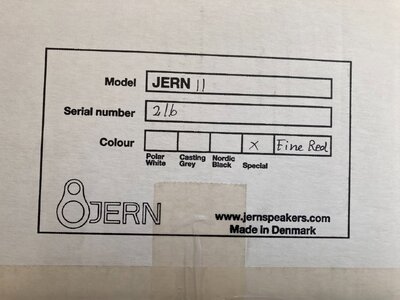 Model JERN 11
Serial number 216
Colour x Fine Red
Polar White Casting Grey Nordic Black Special
JERN
www.jernspeakers.com
Made in Denmark